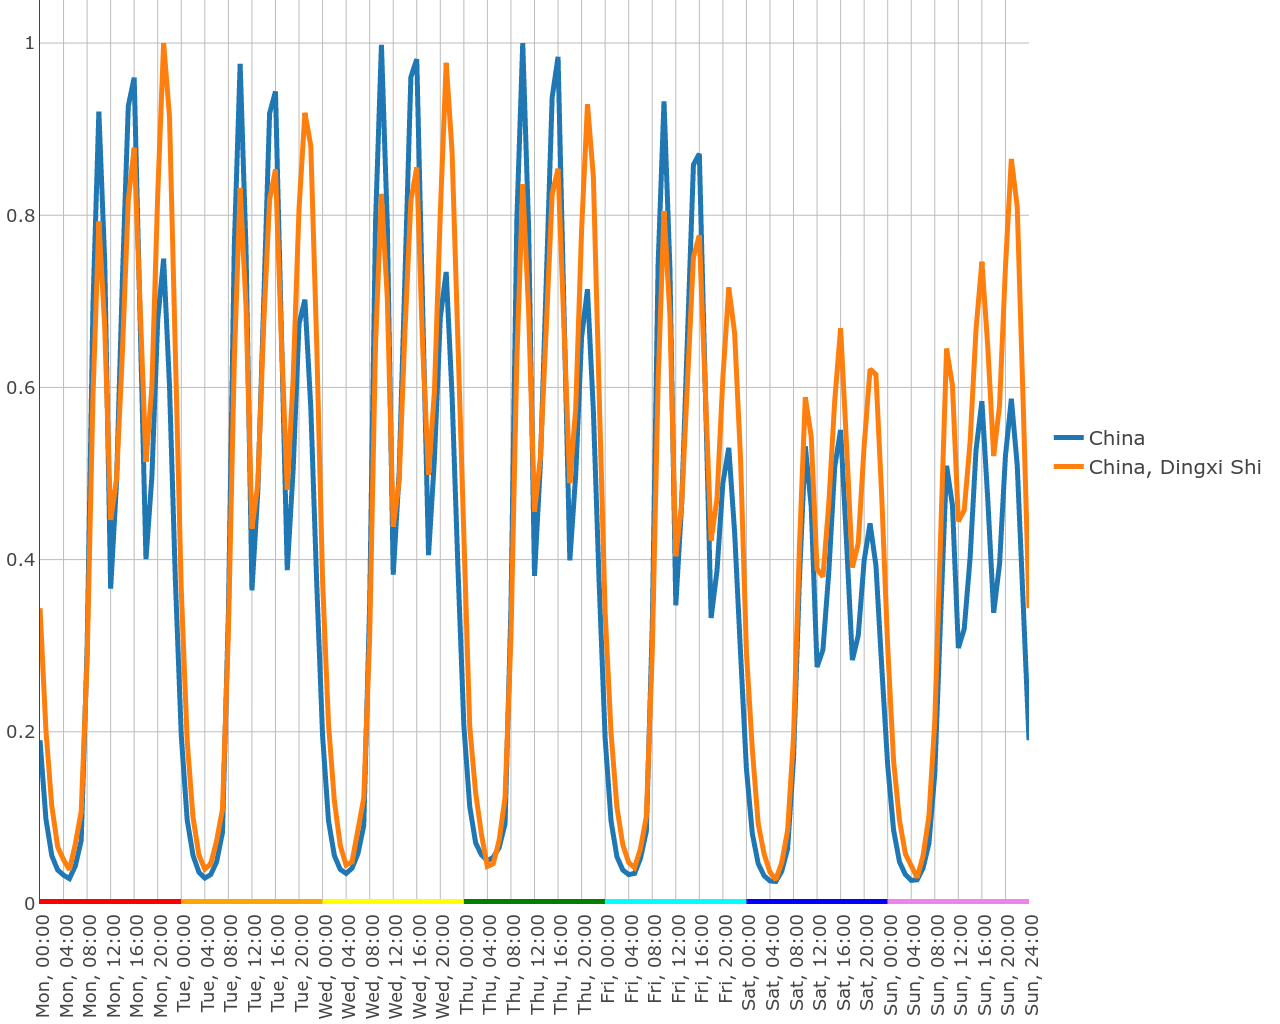 1
0.8
0.6
0.4
0.2
0
China
China, Dingxi Shi
Mon, 00:00
Mon, 04:00
Mon, 08:00
Mon, 12:00
Mon, 16:00
Mon, 20:00
Tue, 00:00
Tue, 04:00
Tue, 08:00
Tue, 12:00
Tue, 16:00
Tue, 20:00
Wed, 00:00
Wed, 04:00
Wed, 08:00
Wed, 12:00
Wed, 16:00
Wed, 20:00
Thu, 00:00
Thu, 04:00
Thu, 08:00
Thu, 12:00
Thu, 16:00
Thu, 20:00
Fri, 00:00
Fri, 04:00
Fri, 08:00
Fri, 12:00
Fri, 16:00
Fri, 20:00
Sat, 00:00
Sat, 04:00
Sat, 08:00
Sat, 12:00
Sat, 16:00
Sat, 20:00
Sun, 00:00
Sun, 04:00
Sun, 08:00
Sun, 12:00
Sun, 16:00
Sun, 20:00
Sun, 24:00